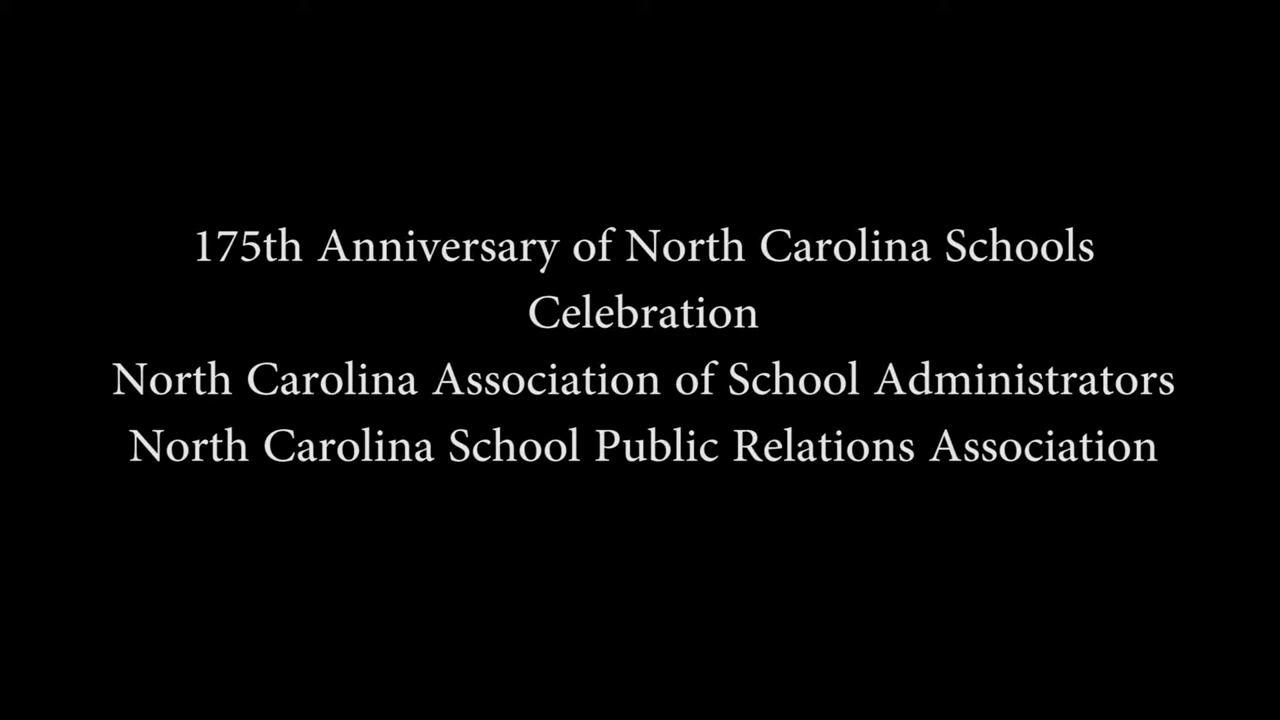 175th Anniversary of North Carolina Schools
Celebration
North Carolina Association of School Administrators
North Carolina School Public Relations Association